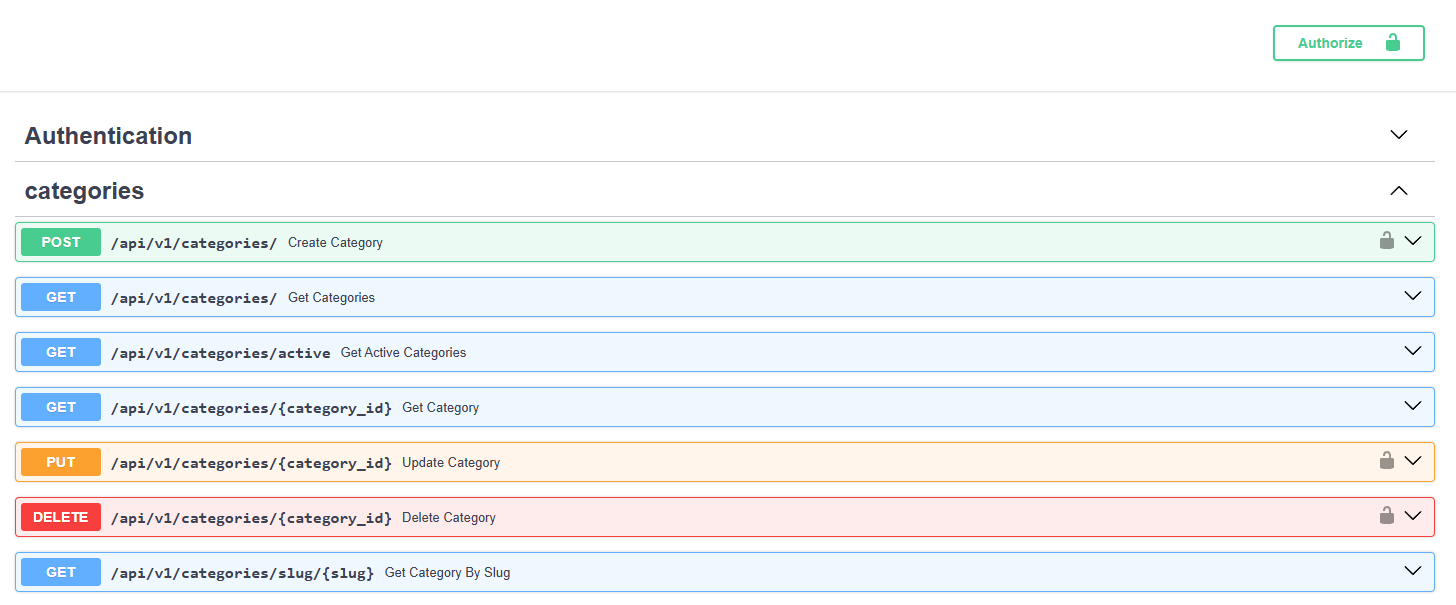 Authorize
Authentication
categories
POST /api/v1/categories/ Create Category
GET /api/v1/categories/ Get Categories
GET /api/v1/categories/active Get Active Categories
GET /api/v1/categories/{category_id} Get Category
PUT /api/v1/categories/{category_id} Update Category
DELETE /api/v1/categories/{category_id} Delete Category
GET /api/v1/categories/slug/{slug} Get Category By Slug